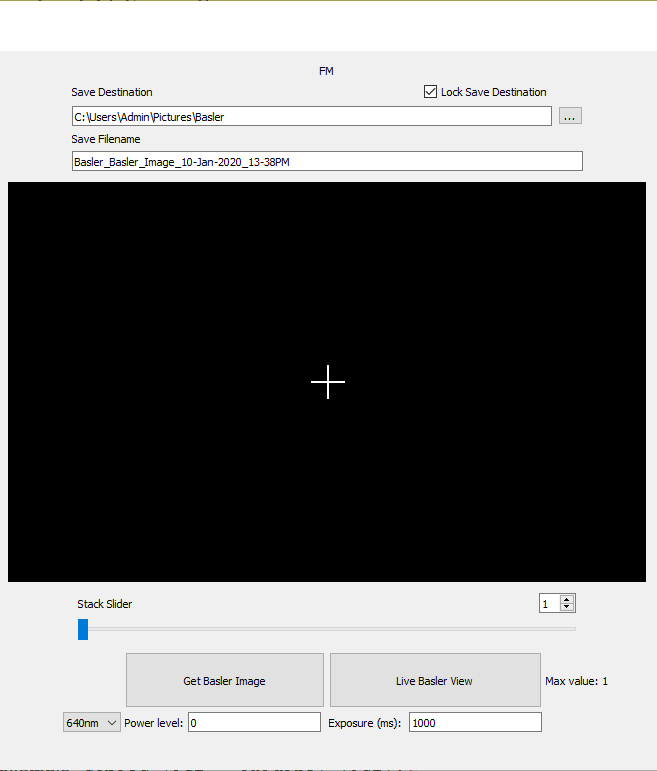 FM
Save Destination
Lock Save Destination
C:\Users\Admin\Pictures\Basler
...
Save Filename
Basler_Basler_Image_10-Jan-2020_13-38PM
Stack Slider
1
Get Basler Image
Live Basler View
Max value: 1
640nm
Power level: 0
Exposure (ms): 1000